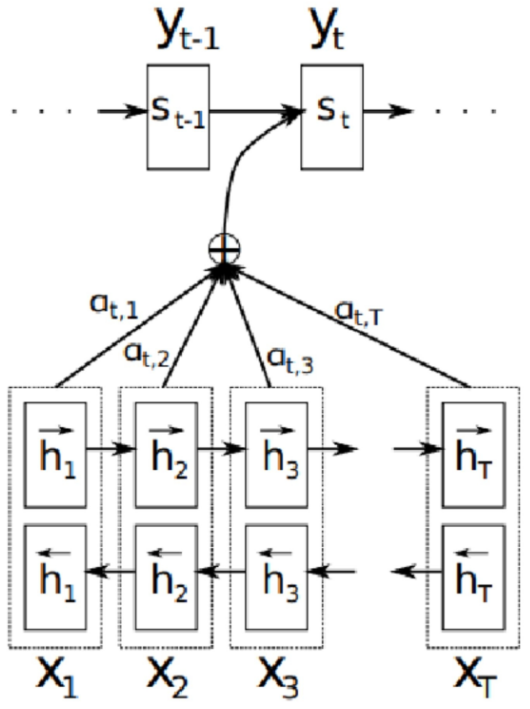 y_{t-1} y_t
. . . s_{t-1} s_t . . .
a_{t,1} a_{t,2} a_{t,3} a_{t,T}
\overrightarrow{h_1} \overrightarrow{h_2} \overrightarrow{h_3} \overrightarrow{h_T}
\overleftarrow{h_1} \overleftarrow{h_2} \overleftarrow{h_3} \overleftarrow{h_T}
x_1 x_2 x_3 x_T